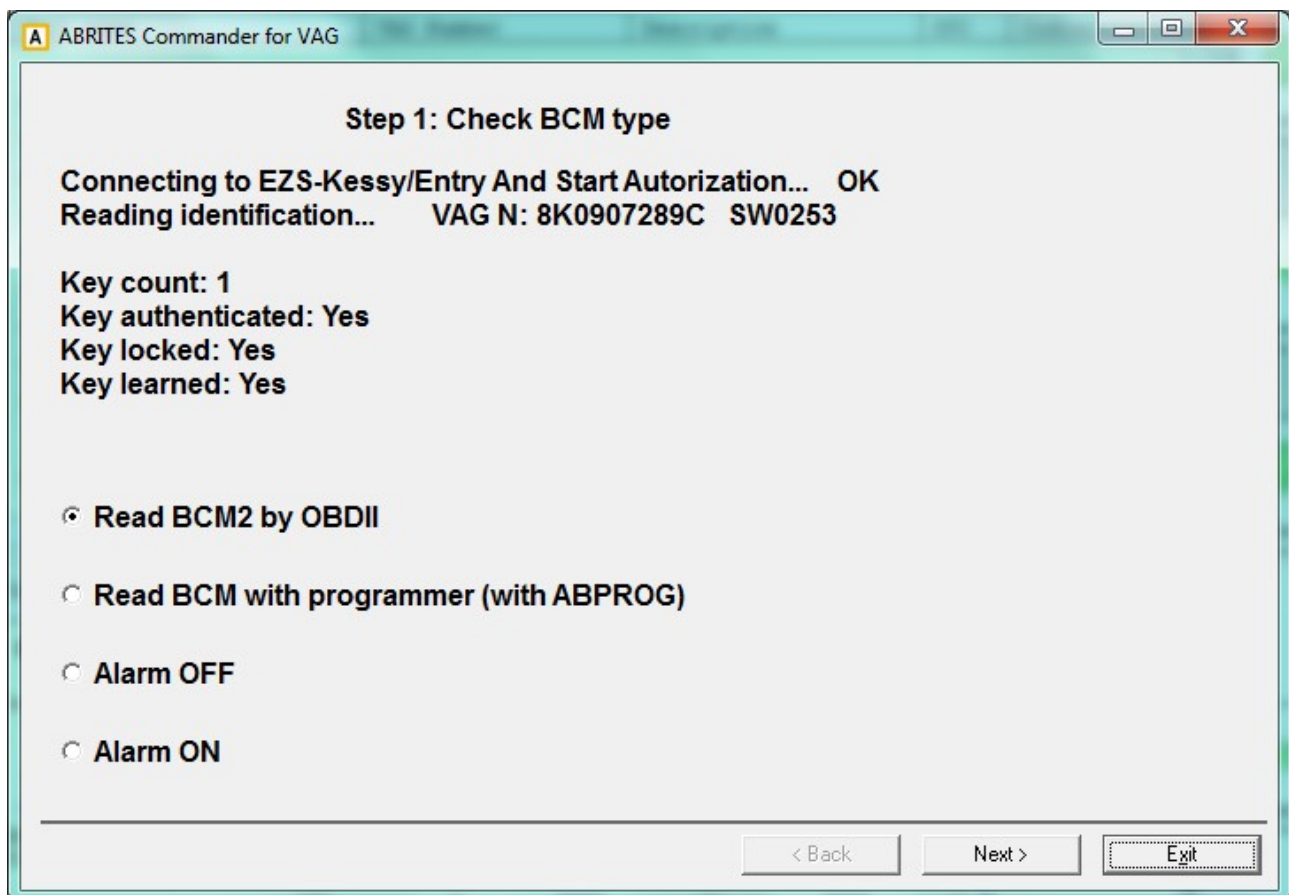 A ABRITES Commander for VAG
Step 1: Check BCM type
Connecting to EZS-Kessy/Entry And Start Autorization... OK
Reading identification... VAG N: 8K0907289C SW0253
Key count: 1
Key authenticated: Yes
Key locked: Yes
Key learned: Yes
Read BCM2 by OBDII
Read BCM with programmer (with ABPROG)
Alarm OFF
Alarm ON
< Back Next > Exit